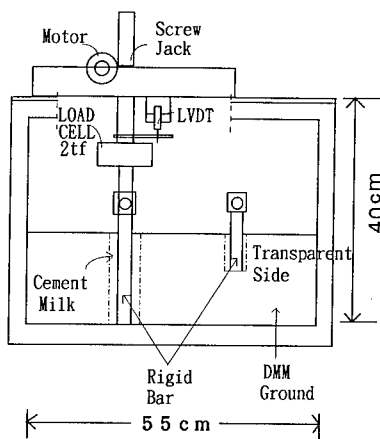 Motor
Screw
Jack
LOAD
CELL
2tf
LVDT
40cm
Cement
Milk
Transparent
Side
Rigid
Bar
DMM
Ground
55cm